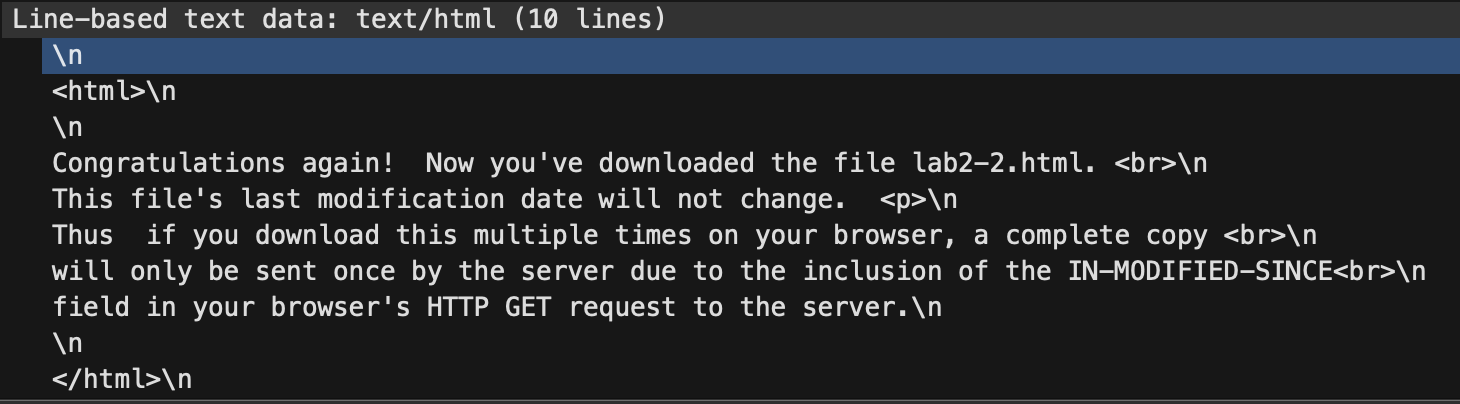 Line-based text data: text/html (10 lines)
\n
<html>\n
\n
Congratulations again!  Now you've downloaded the file lab2-2.html. <br>\n
This file's last modification date will not change.  <p>\n
Thus  if you download this multiple times on your browser, a complete copy <br>\n
will only be sent once by the server due to the inclusion of the IN-MODIFIED-SINCE<br>\n
field in your browser's HTTP GET request to the server.\n
\n
</html>\n